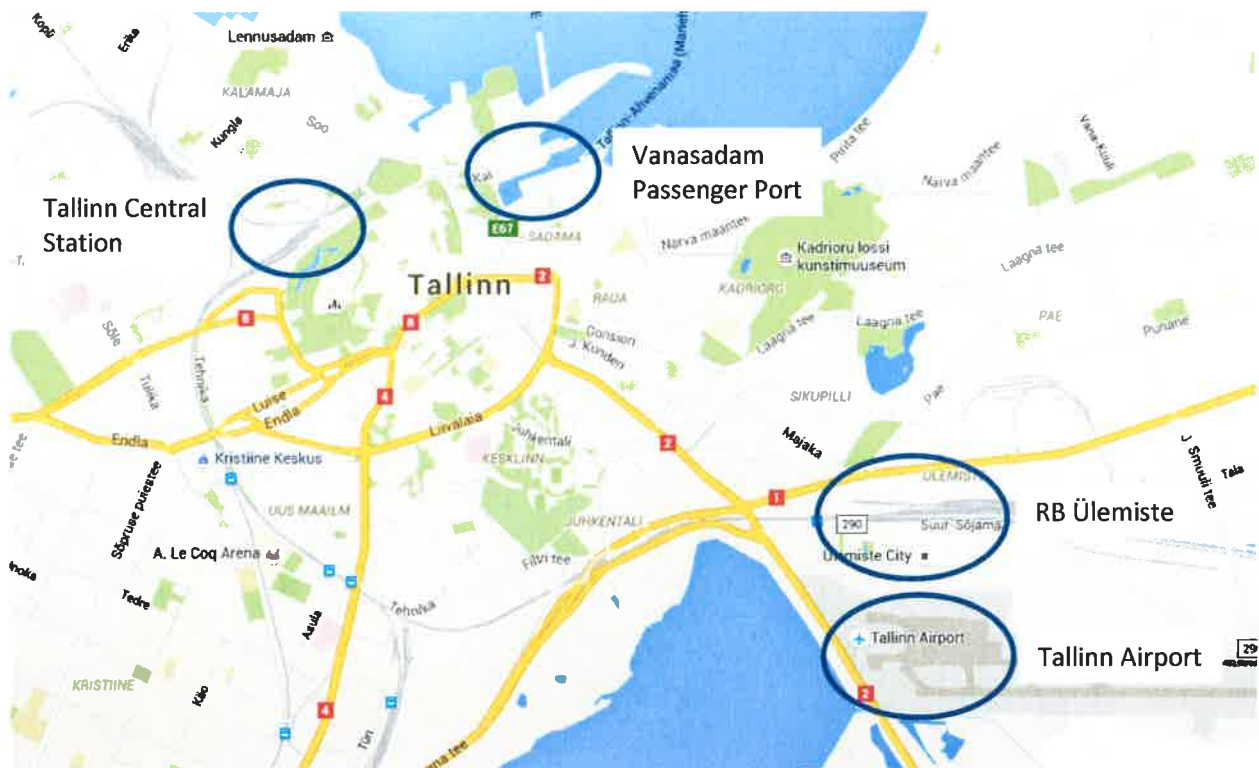 Kopli
Erika
Lennusadam
KALAMAJA
Kungla
Soo
Tallinn Central
Station
Kai
Vanasadam
Passenger Port
E67
SADAMA
Narva maantee
Pirita tee
Narva maantee
Vana-Kuuli
Laagna tee
Kadrioru lossi
kunstimuuseum
KADRIORG
Tallinn
2
RAUA
8
8
Gonsiori
J. Kunderi
Laagna tee
Laagna tee
PAE
Punane
Sõle
Tulika
Tehnika
Luise
Endla
4
Endla
Liivalaia
Juhkentali
KESKLINN
SIKUPILLI
Pae
Majaka
2
Kristiine Keskus
Sõpruse puiestee
UUS MAAILM
JUHKENTALI
1
ÜLEMISTE
290
Suur-Sõjamäe
RB Ülemiste
J. Smuuli tee
Tala
A. Le Coq Arena
Filtri tee
Ülemiste City
Tedre
Asula
Tehnika
Tallinn Airport
Tallinn Airport
KRISTIINE
Käo
4
Türi
2